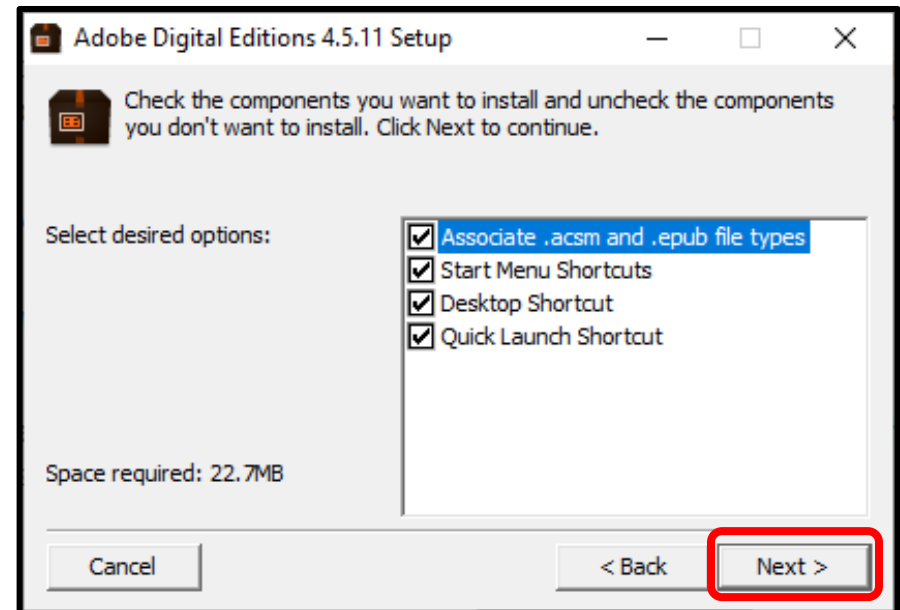 Adobe Digital Editions 4.5.11 Setup
Check the components you want to install and uncheck the components
you don't want to install. Click Next to continue.
Select desired options:
Associate .acsm and .epub file types
Start Menu Shortcuts
Desktop Shortcut
Quick Launch Shortcut
Space required: 22.7MB
Cancel
< Back
Next >